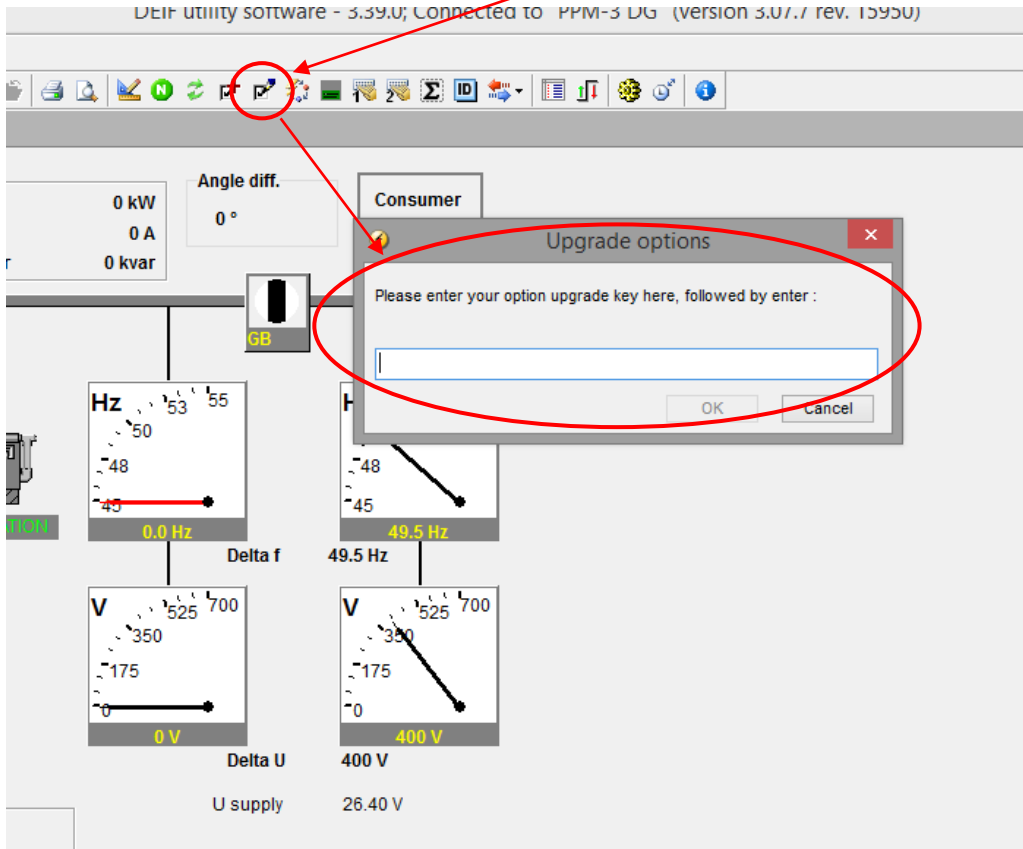 DEIF utility software - 3.39.0; Connected to "PPM-3 DG" (version 3.07.7 rev. 15950)
N 1 2 Σ ID i
0 kW
0 A
r 0 kvar
Angle diff.
0 °
Consumer
GB
Upgrade options
Please enter your option upgrade key here, followed by enter :
OK Cancel
Hz 53 55
50
48
45
0.0 Hz
H
48
45
49.5 Hz
Delta f 49.5 Hz
V 525 700
350
175
0
0 V
V 525 700
350
175
0
400 V
Delta U 400 V
U supply 26.40 V